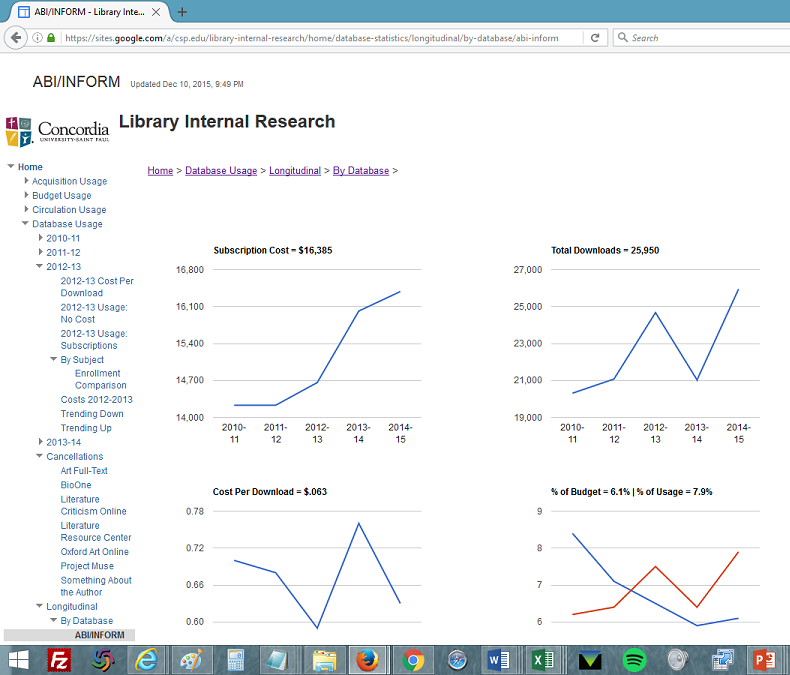 ABI/INFORM - Library Inte...
https://sites.google.com/a/csp.edu/library-internal-research/home/database-statistics/longitudinal/by-database/abi-inform
Search
ABI/INFORM Updated Dec 10, 2015, 9:49 PM
Concordia
UNIVERSITY·SAINT PAUL
Library Internal Research
Home > Database Usage > Longitudinal > By Database >
Home
Acquisition Usage
Budget Usage
Circulation Usage
Database Usage
2010-11
2011-12
2012-13
2012-13 Cost Per
Download
2012-13 Usage:
No Cost
2012-13 Usage:
Subscriptions
By Subject
Enrollment
Comparison
Costs 2012-2013
Trending Down
Trending Up
2013-14
Cancellations
Art Full-Text
BioOne
Literature
Criticism Online
Literature
Resource Center
Oxford Art Online
Project Muse
Something About
the Author
Longitudinal
By Database
ABI/INFORM
Subscription Cost = $16,385
16,800
16,100
15,400
14,700
14,000
2010- 2011- 2012- 2013- 2014-
11 12 13 14 15
Total Downloads = 25,950
27,000
25,000
23,000
21,000
19,000
2010- 2011- 2012- 2013- 2014-
11 12 13 14 15
Cost Per Download = $.063
0.78
0.72
0.66
0.60
% of Budget = 6.1% | % of Usage = 7.9%
9
8
7
6
Fz
W
X
P